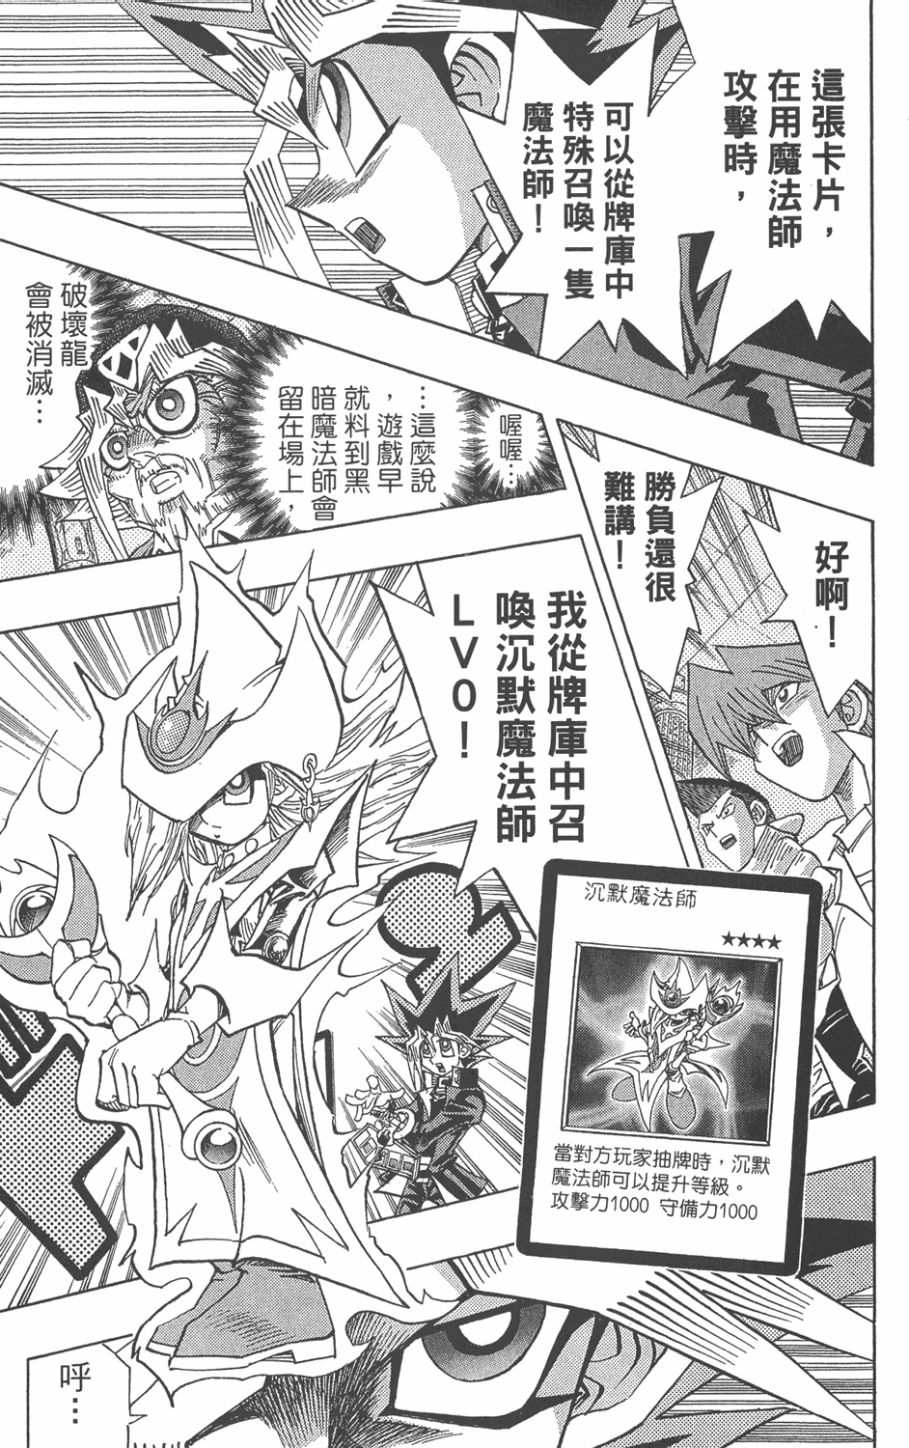 這張卡片，
在用魔法師
攻擊時，
可以從牌庫中
特殊召喚一隻
魔法師！
喔喔…
…這麼說
，遊戲早
就料到黑
暗魔法師會
留在場上，
破壞龍
會被消滅…
好啊！
勝負還很
難講！
我從牌庫中召
喚沉默魔法師
LV0！
沉默魔法師
★★★★
當對方玩家抽牌時，沉默
魔法師可以提升等級。
攻擊力1000 守備力1000
呼…